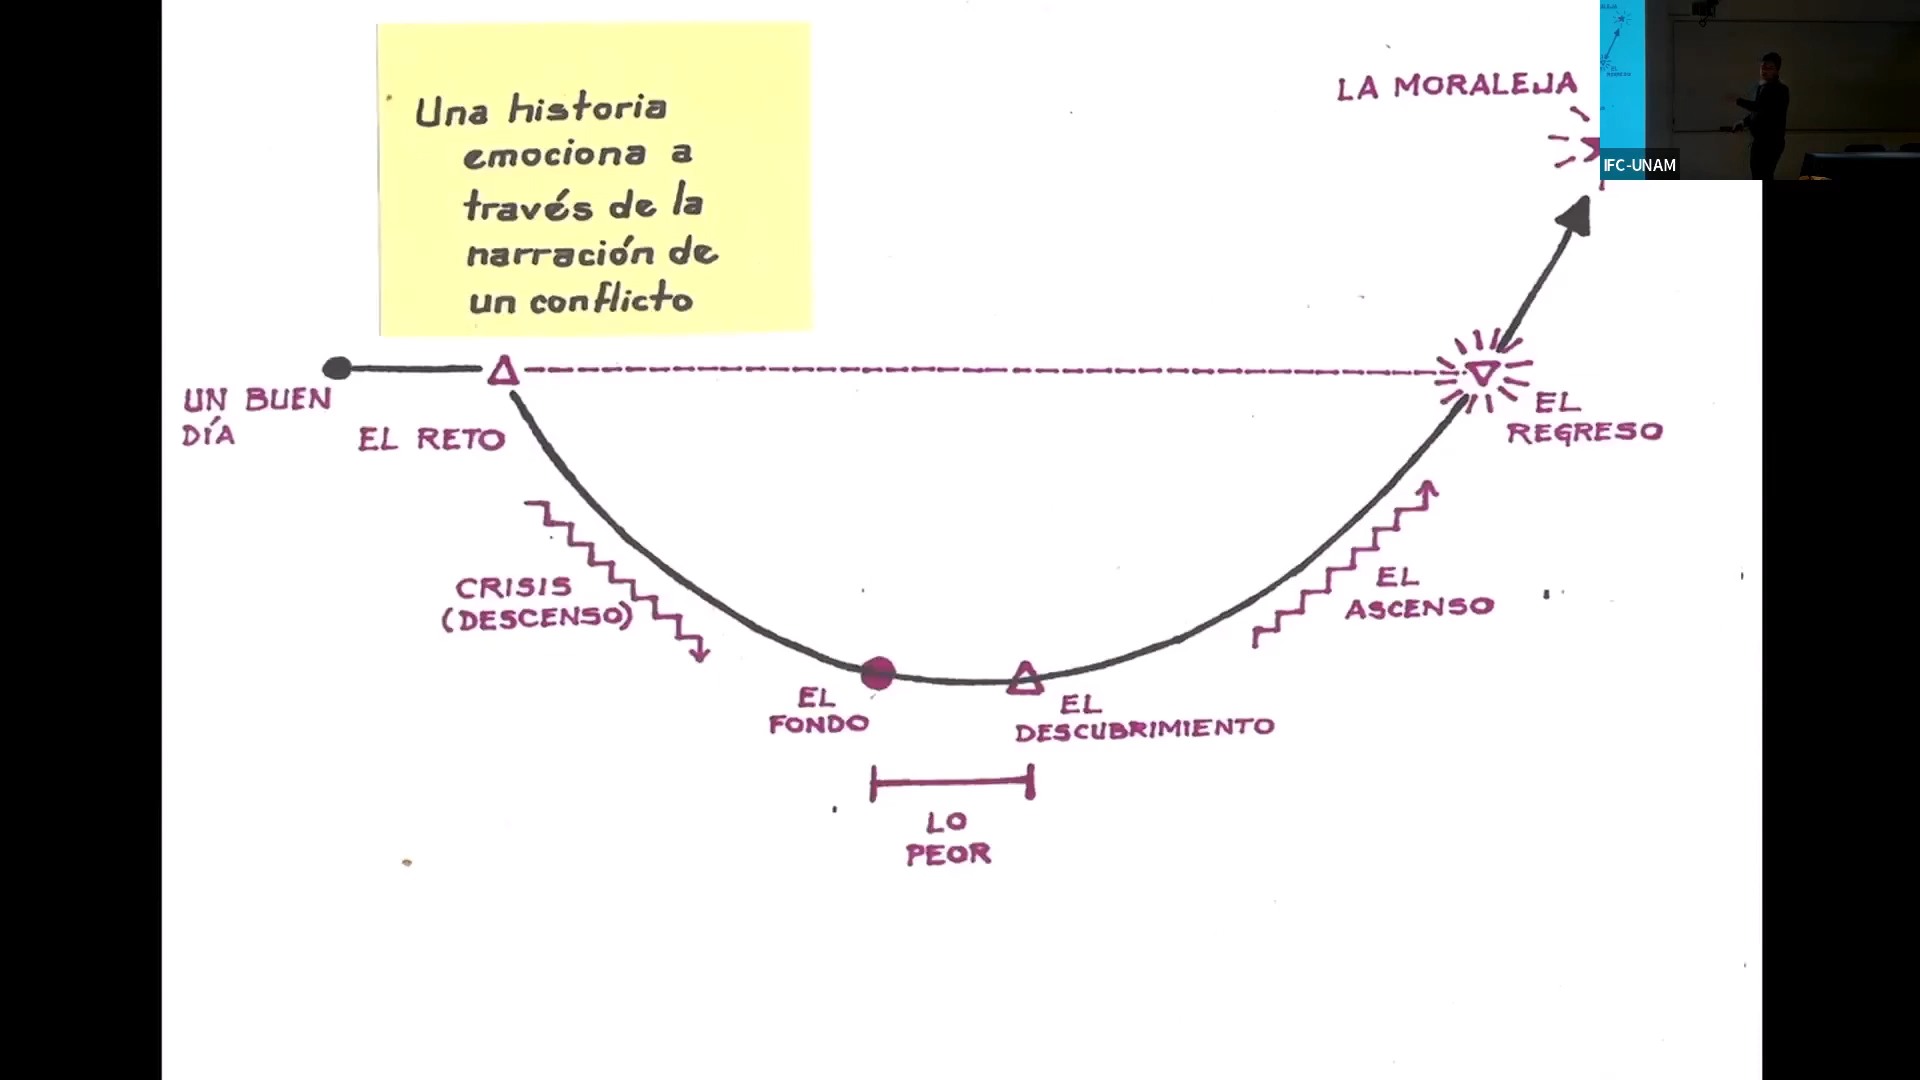 Una historia
emociona a
través de la
narración de
un conflicto
LA MORALEJA
IFC-UNAM
UN BUEN
DÍA
EL RETO
EL
REGRESO
CRISIS
(DESCENSO)
EL
ASCENSO
EL
FONDO
EL
DESCUBRIMIENTO
LO
PEOR